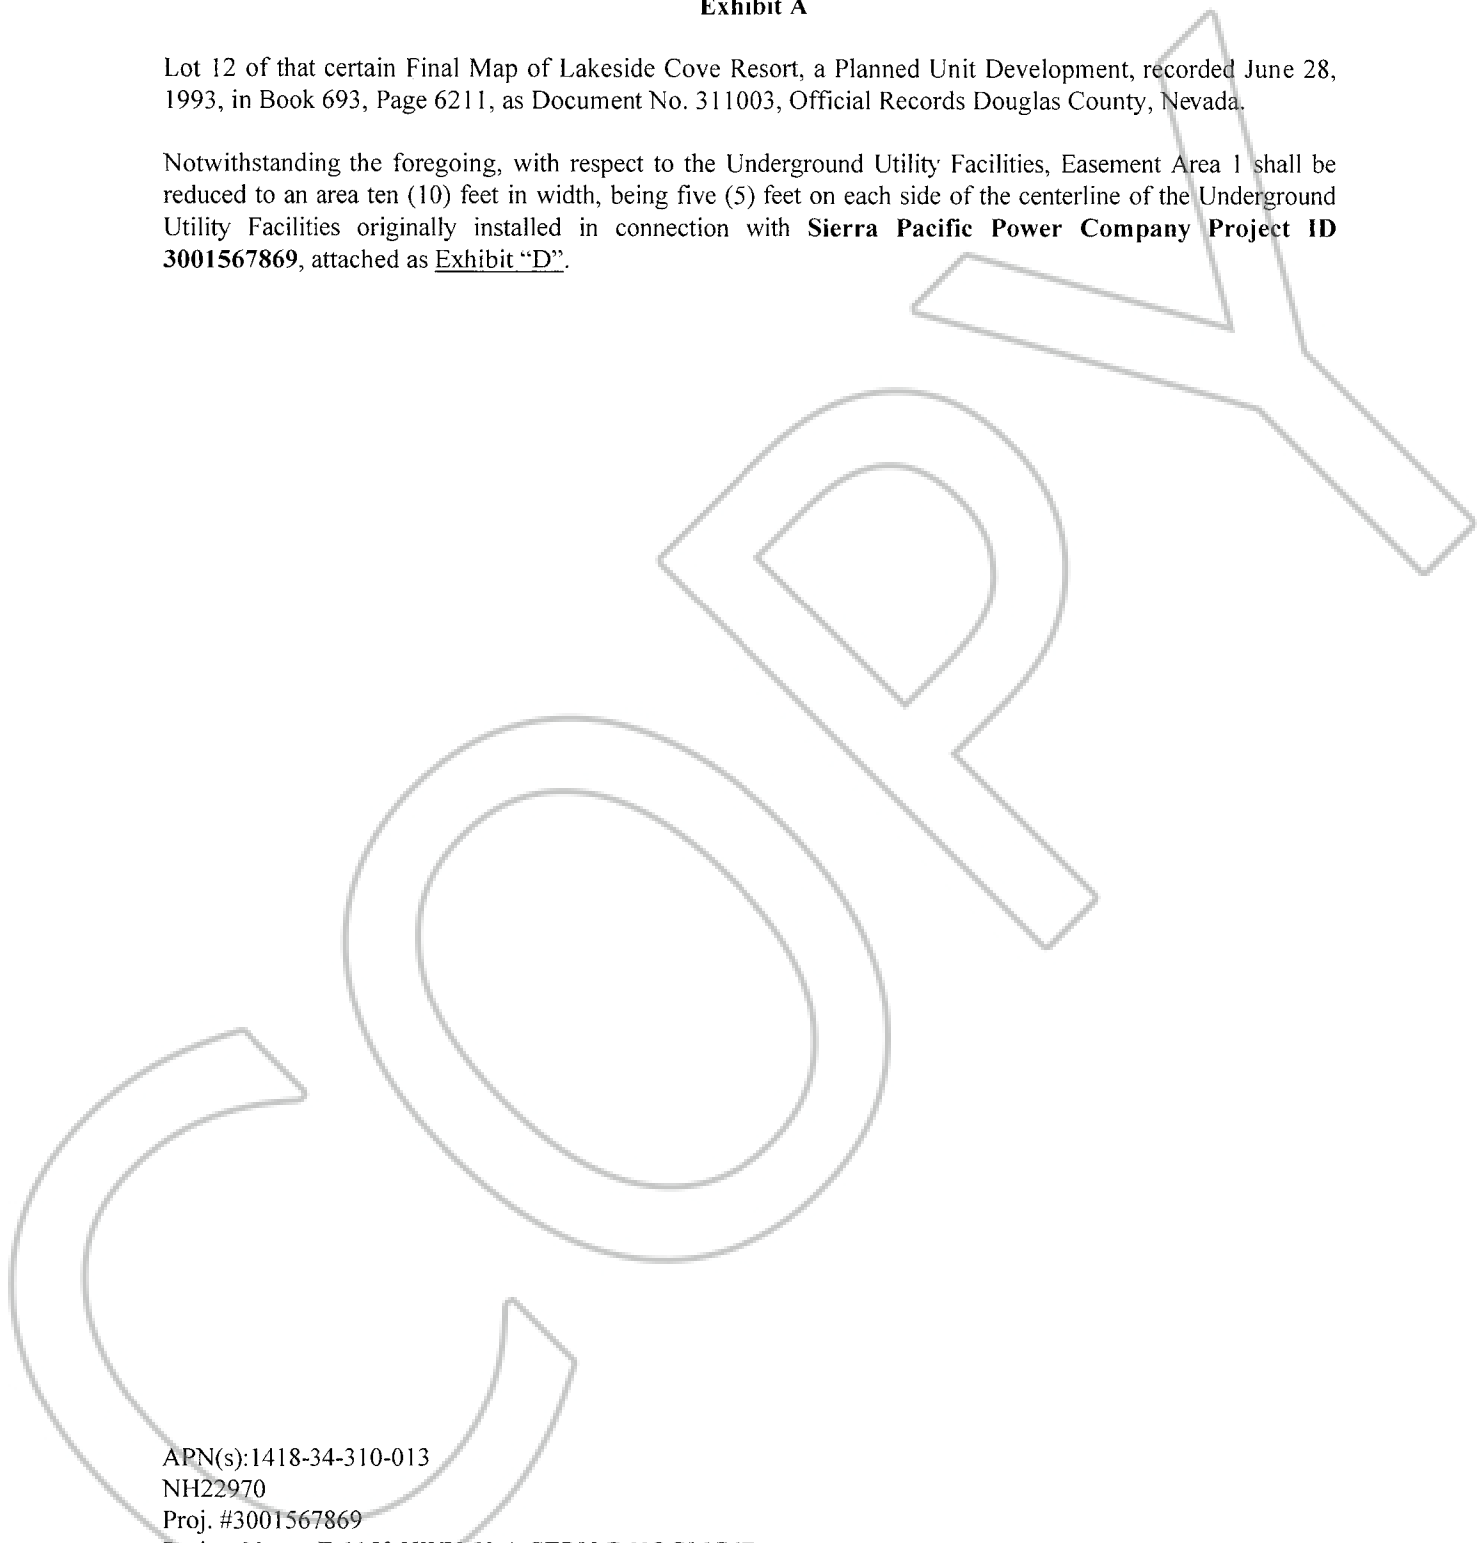 Exhibit A
Lot 12 of that certain Final Map of Lakeside Cove Resort, a Planned Unit Development, recorded June 28,
1993, in Book 693, Page 6211, as Document No. 311003, Official Records Douglas County, Nevada.
Notwithstanding the foregoing, with respect to the Underground Utility Facilities, Easement Area 1 shall be
reduced to an area ten (10) feet in width, being five (5) feet on each side of the centerline of the Underground
Utility Facilities originally installed in connection with Sierra Pacific Power Company Project ID
3001567869, attached as Exhibit “D”.
COPY
APN(s):1418-34-310-013
NH22970
Proj. #3001567869